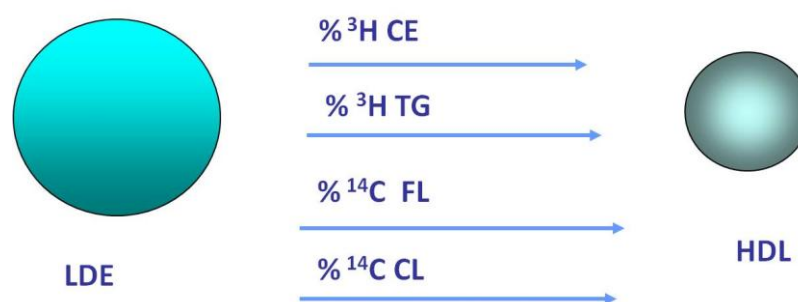 % ³H CE
% ³H TG
% ¹⁴C FL
% ¹⁴C CL
LDE
HDL